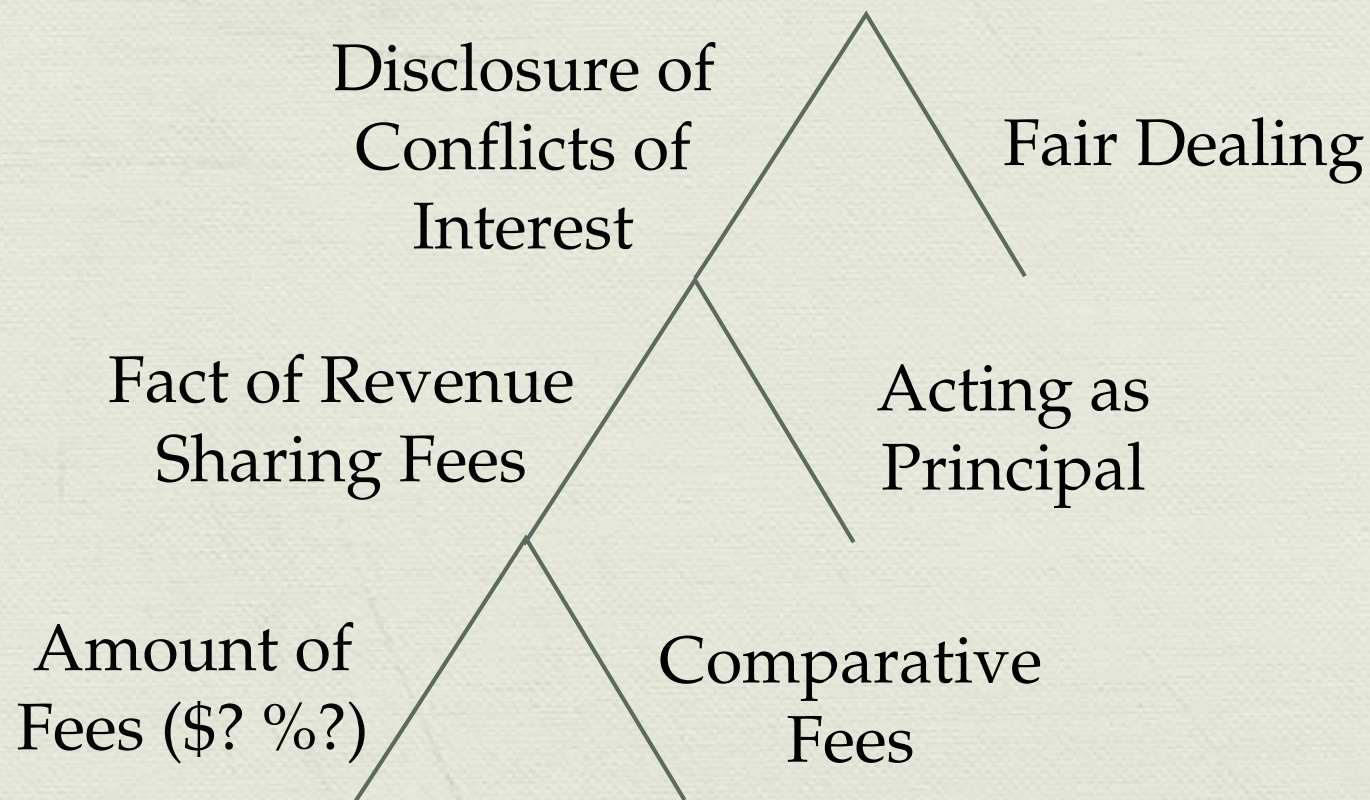 Disclosure of
Conflicts of
Interest
Fair Dealing
Fact of Revenue
Sharing Fees
Acting as
Principal
Amount of
Fees ($? %?)
Comparative
Fees